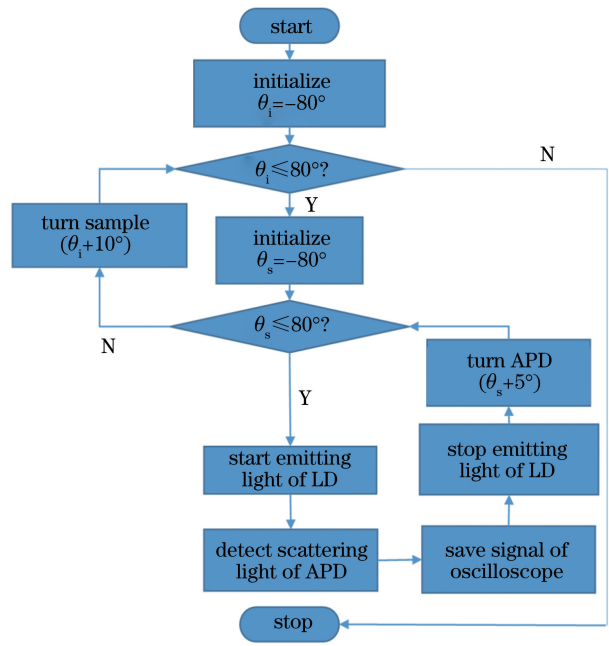 start
initialize
θi=−80°
θi⩽80°?
N
Y
turn sample
(θi+10°)
initialize
θs=−80°
θs⩽80°?
N
turn APD
(θs+5°)
Y
start emitting
light of LD
stop emitting
light of LD
detect scattering
light of APD
save signal of
oscilloscope
stop